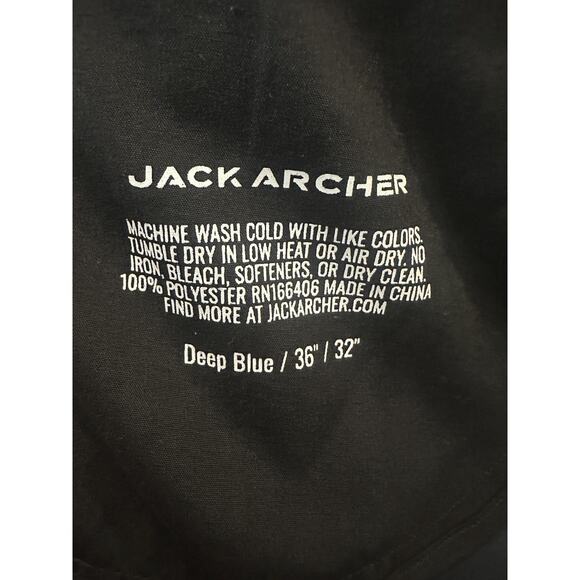 JACK ARCHER
MACHINE WASH COLD WITH LIKE COLORS.
TUMBLE DRY IN LOW HEAT OR AIR DRY. NO
IRON, BLEACH, SOFTENERS, OR DRY CLEAN.
100% POLYESTER RN166406 MADE IN CHINA
FIND MORE AT JACKARCHER.COM
Deep Blue / 36" / 32"